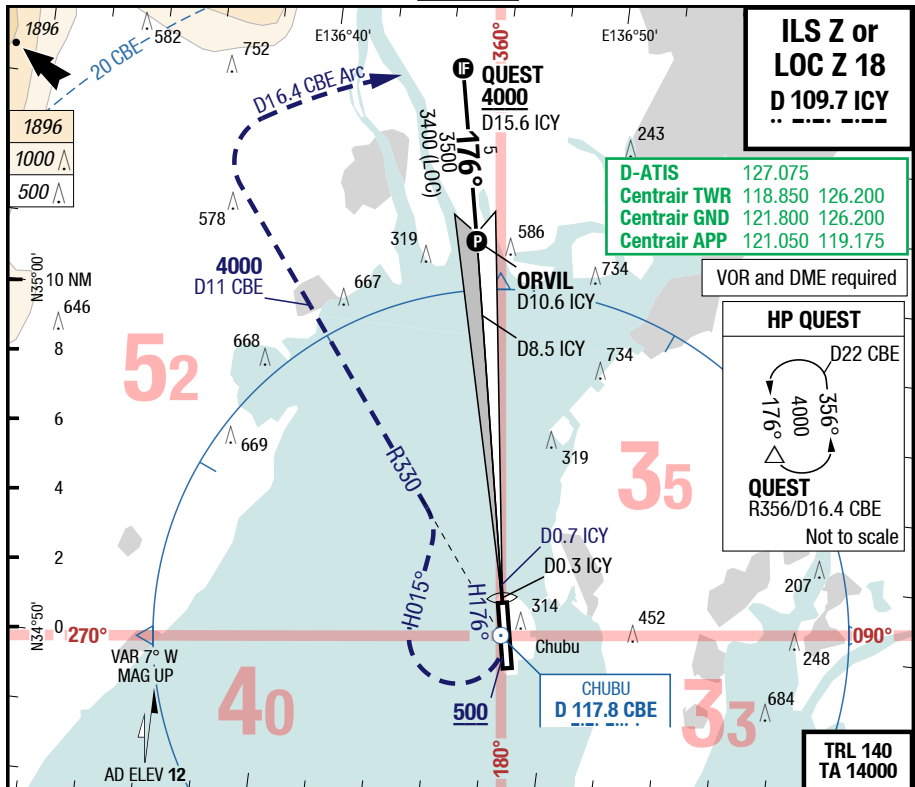 1896
20 CBE
582
752
E136°40'
360°
E136°50'
ILS Z or
LOC Z 18
D 109.7 ICY
D16.4 CBE Arc
IF
QUEST
4000
D15.6 ICY
1896
1000
500
5
176°
3500
3400 (LOC)
243
D-ATIS 127.075
Centrair TWR 118.850 126.200
Centrair GND 121.800 126.200
Centrair APP 121.050 119.175
578
319
P
586
N35°00'
10 NM
4000
D11 CBE
667
ORVIL
D10.6 ICY
734
VOR and DME required
646
52
668
D8.5 ICY
734
8
HP QUEST
D22 CBE
176°
4000
356°
QUEST
R356/D16.4 CBE
Not to scale
6
669
R330
319
35
4
2
D0.7 ICY
D0.3 ICY
H015°
H176°
314
452
207
N34°50'
0
270°
Chubu
090°
248
VAR 7° W
MAG UP
40
500
CHUBU
D 117.8 CBE
33
684
180°
AD ELEV 12
TRL 140
TA 14000